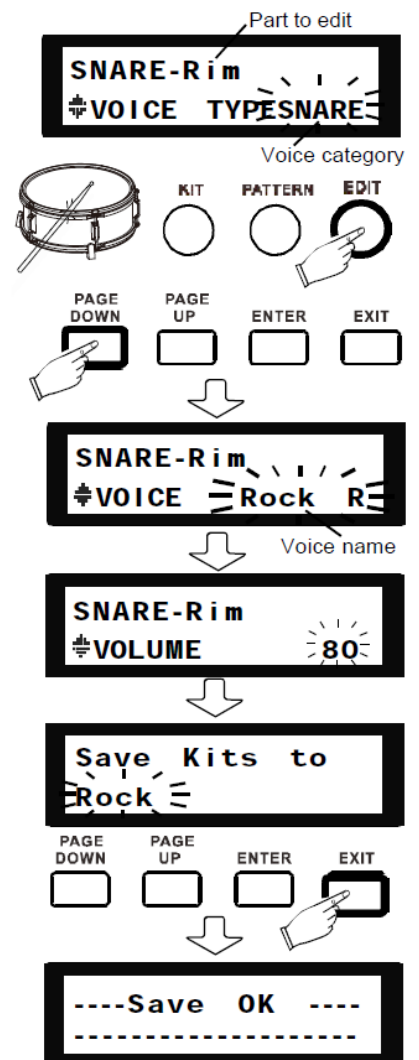 Part to edit
SNARE-Rim
VOICE TYPESNARE
Voice category
KIT PATTERN EDIT
PAGE DOWN PAGE UP ENTER EXIT
SNARE-Rim
VOICE Rock R
Voice name
SNARE-Rim
VOLUME 80
Save Kits to
Rock
PAGE DOWN PAGE UP ENTER EXIT
----Save OK ----
--------------------